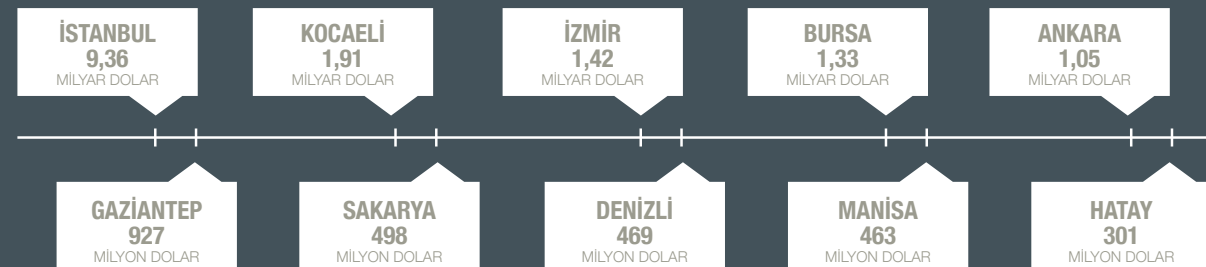 İSTANBUL
9,36
MİLYAR DOLAR
KOCAELİ
1,91
MİLYAR DOLAR
İZMİR
1,42
MİLYAR DOLAR
BURSA
1,33
MİLYAR DOLAR
ANKARA
1,05
MİLYAR DOLAR
GAZİANTEP
927
MİLYON DOLAR
SAKARYA
498
MİLYON DOLAR
DENİZLİ
469
MİLYON DOLAR
MANİSA
463
MİLYON DOLAR
HATAY
301
MİLYON DOLAR